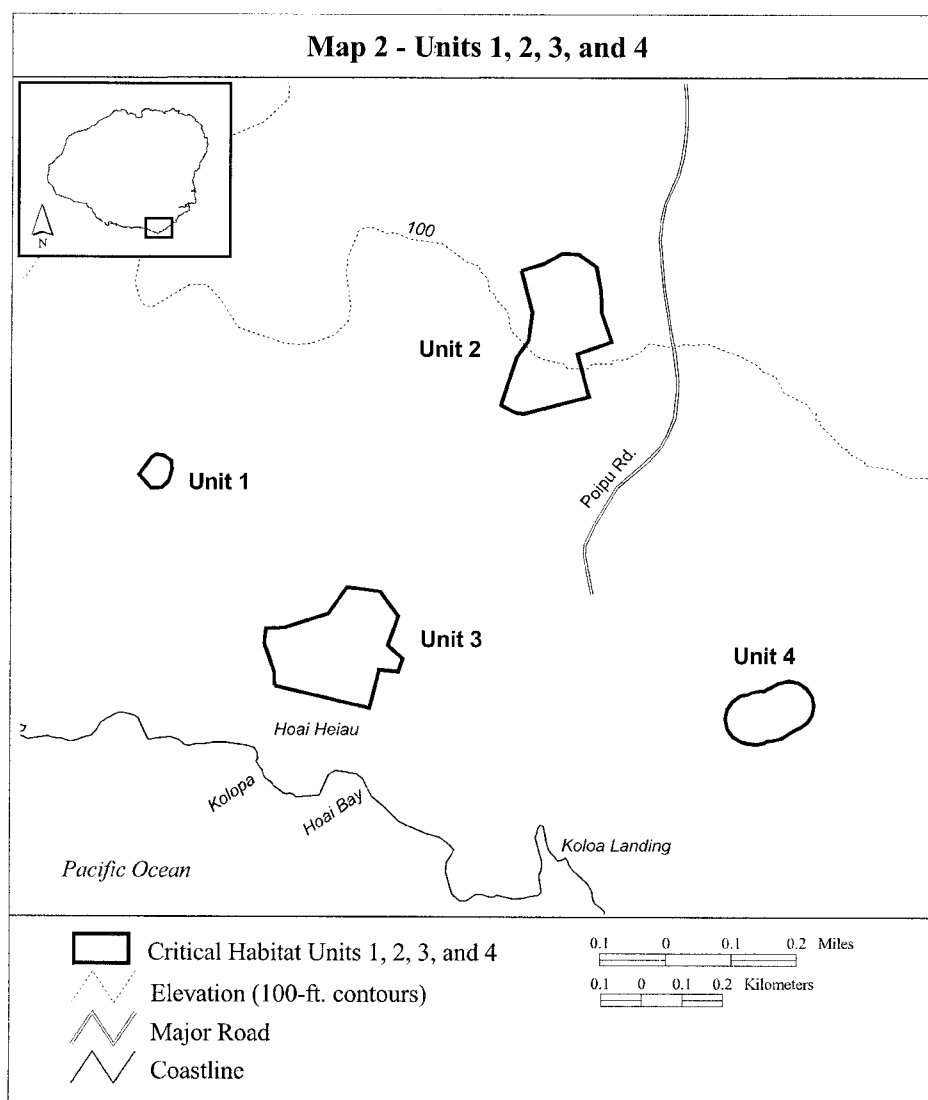 Map 2 - Units 1, 2, 3, and 4
N
100
Unit 2
Poipu Rd.
Unit 1
Unit 3
Unit 4
Hoai Heiau
Kolopa
Hoai Bay
Koloa Landing
Pacific Ocean
Critical Habitat Units 1, 2, 3, and 4
Elevation (100-ft. contours)
Major Road
Coastline
0.1 0 0.1 0.2 Miles
0.1 0 0.1 0.2 Kilometers